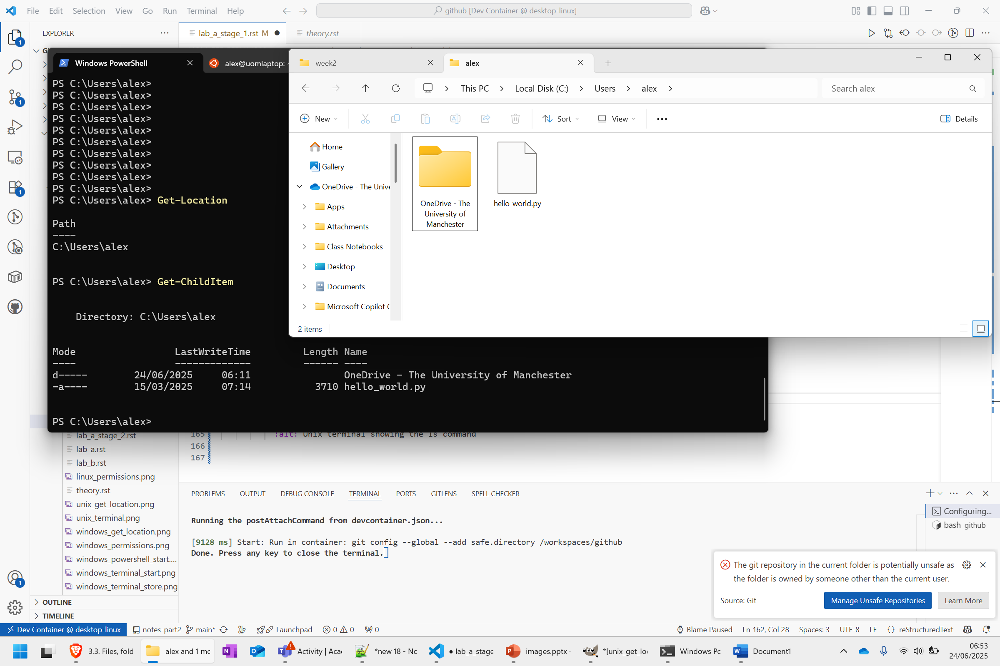 File Edit Selection View Go Run Terminal Help
github [Dev Container @ desktop-linux]
EXPLORER
lab_a_stage_1.rst M
theory.rst
Windows PowerShell
alex@uomlaptop:
PS C:\Users\alex>
PS C:\Users\alex>
PS C:\Users\alex>
PS C:\Users\alex>
PS C:\Users\alex>
PS C:\Users\alex>
PS C:\Users\alex>
PS C:\Users\alex>
PS C:\Users\alex>
PS C:\Users\alex>
PS C:\Users\alex> Get-Location
Path
----
C:\Users\alex
PS C:\Users\alex> Get-ChildItem
Directory: C:\Users\alex
Mode LastWriteTime Length Name
---- ------------- ------ ----
d----- 24/06/2025 06:11 OneDrive - The University of Manchester
-a---- 15/03/2025 07:14 3710 hello_world.py
PS C:\Users\alex>
week2
alex
This PC > Local Disk (C:) > Users > alex >
Search alex
New
Sort
View
Details
Home
Gallery
OneDrive - The Unive
Apps
Attachments
Class Notebooks
Desktop
Documents
Microsoft Copilot C
OneDrive - The
University of
Manchester
hello_world.py
2 items
165 :alt: Unix terminal showing the ls command
166
167
lab_a_stage_2.rst
lab_a.rst
lab_b.rst
linux_permissions.png
theory.rst
unix_get_location.png
unix_terminal.png
windows_get_location.png
windows_permissions.png
windows_powershell_start....
windows_terminal_start.png
windows_terminal_store.png
OUTLINE
TIMELINE
PROBLEMS OUTPUT DEBUG CONSOLE TERMINAL PORTS GITLENS SPELL CHECKER
Running the postAttachCommand from devcontainer.json...
[9128 ms] Start: Run in container: git config --global --add safe.directory /workspaces/github
Done. Press any key to close the terminal.
Configuring...
bash github
The git repository in the current folder is potentially unsafe as
the folder is owned by someone other than the current user.
Source: Git
Manage Unsafe Repositories
Learn More
Dev Container @ desktop-linux notes-part2 main* Launchpad 0 0 0
Blame Paused Ln 162, Col 28 Spaces: 3 UTF-8 LF {} reStructuredText
3.3. Files, fold
alex and 1 mo
Activity | Acac
*new 18 - No
lab_a_stage
images.pptx
*[unix_get_lo
Windows Po
Document1
06:53
24/06/2025